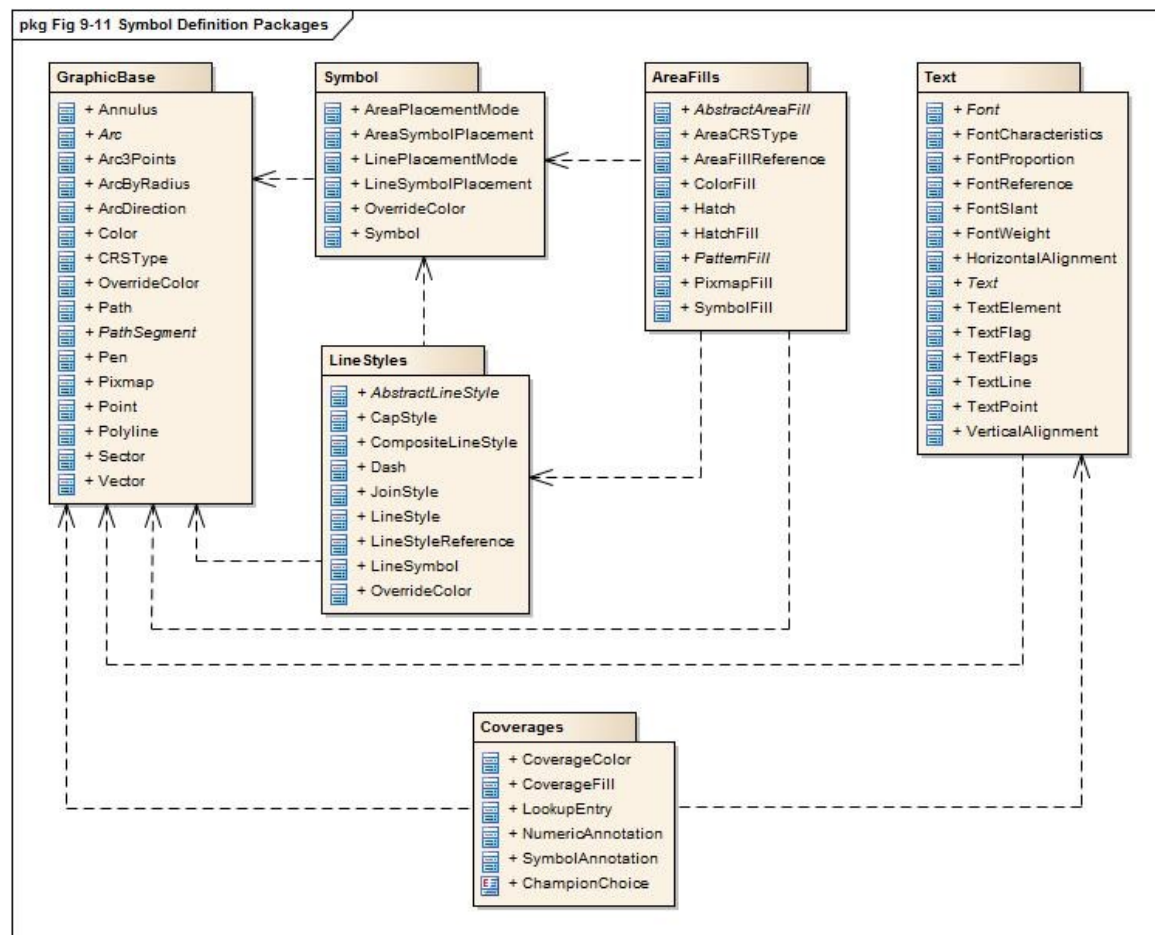 pkg Fig 9-11 Symbol Definition Packages
GraphicBase
+ Annulus
+ Arc
+ Arc3Points
+ ArcByRadius
+ ArcDirection
+ Color
+ CRSType
+ OverrideColor
+ Path
+ PathSegment
+ Pen
+ Pixmap
+ Point
+ Polyline
+ Sector
+ Vector
Symbol
+ AreaPlacementMode
+ AreaSymbolPlacement
+ LinePlacementMode
+ LineSymbolPlacement
+ OverrideColor
+ Symbol
AreaFills
+ AbstractAreaFill
+ AreaCRSType
+ AreaFillReference
+ ColorFill
+ Hatch
+ HatchFill
+ PatternFill
+ PixmapFill
+ SymbolFill
Text
+ Font
+ FontCharacteristics
+ FontProportion
+ FontReference
+ FontSlant
+ FontWeight
+ HorizontalAlignment
+ Text
+ TextElement
+ TextFlag
+ TextFlags
+ TextLine
+ TextPoint
+ VerticalAlignment
LineStyles
+ AbstractLineStyle
+ CapStyle
+ CompositeLineStyle
+ Dash
+ JoinStyle
+ LineStyle
+ LineStyleReference
+ LineSymbol
+ OverrideColor
Coverages
+ CoverageColor
+ CoverageFill
+ LookupEntry
+ NumericAnnotation
+ SymbolAnnotation
E + ChampionChoice